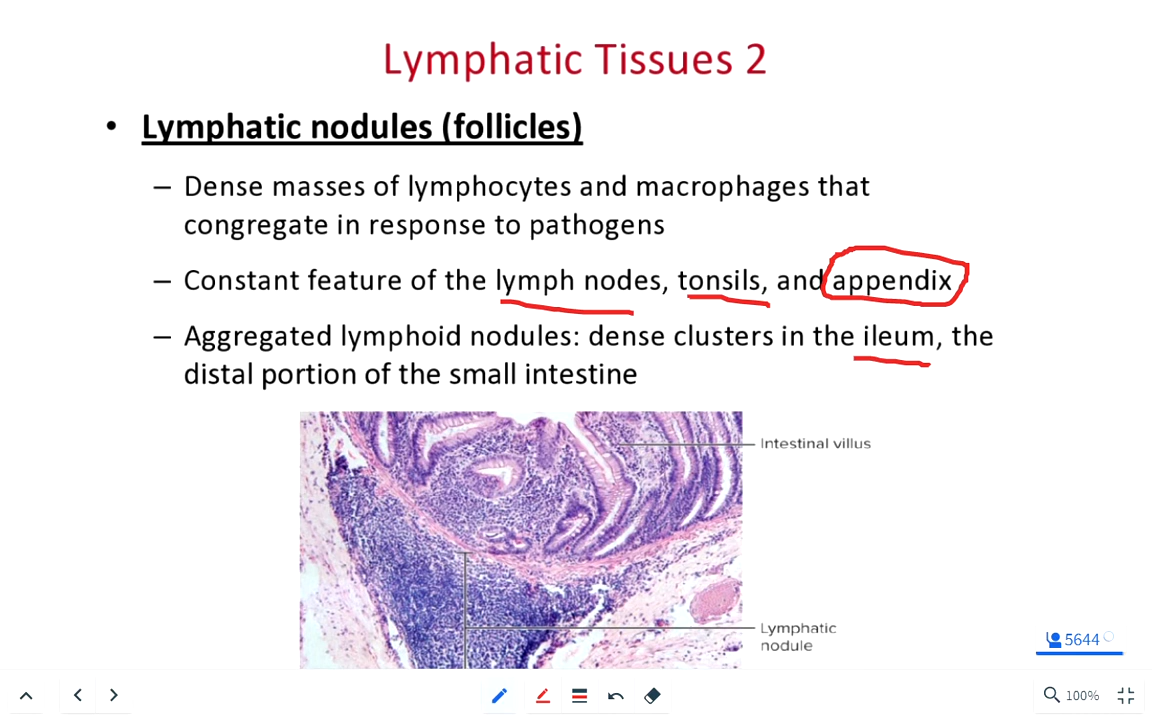 Lymphatic Tissues 2
• Lymphatic nodules (follicles)
– Dense masses of lymphocytes and macrophages that
congregate in response to pathogens
– Constant feature of the lymph nodes, tonsils, and appendix
– Aggregated lymphoid nodules: dense clusters in the ileum, the
distal portion of the small intestine
Intestinal villus
Lymphatic
nodule
5644
100%